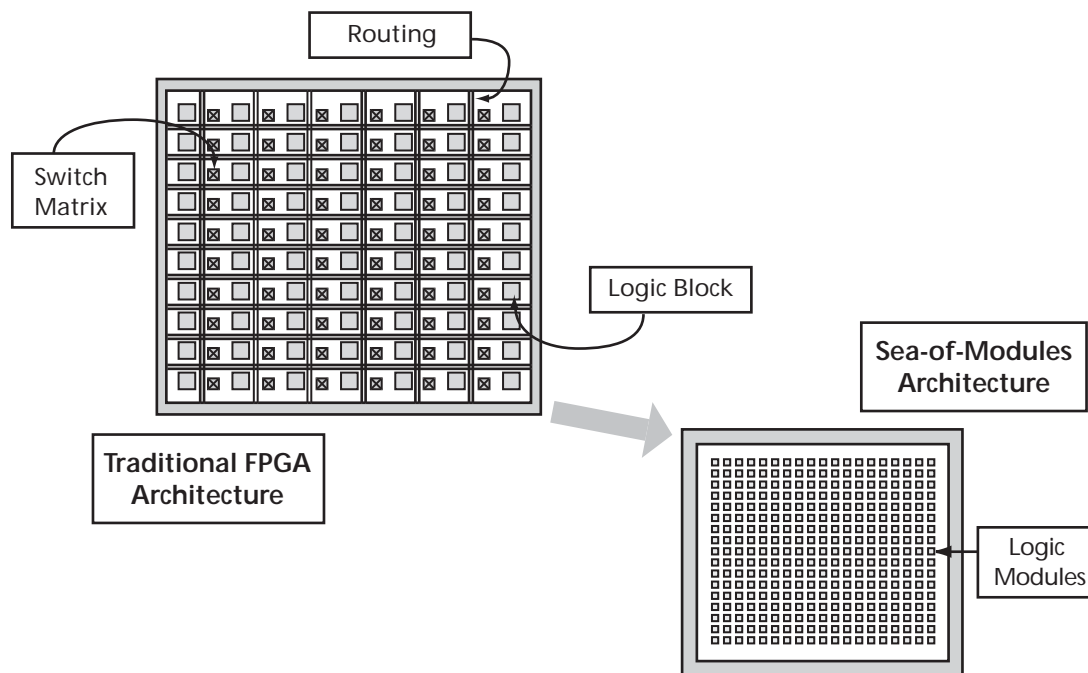 Routing
Switch
Matrix
Logic Block
Sea-of-Modules
Architecture
Traditional FPGA
Architecture
Logic
Modules